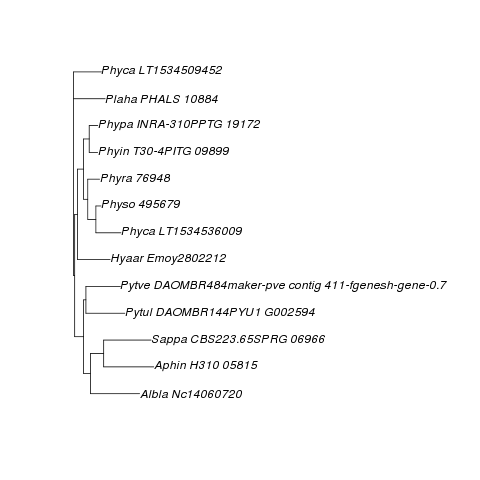 Phyca LT1534509452
Plaha PHALS 10884
Phypa INRA-310PPTG 19172
Phyin T30-4PITG 09899
Phyra 76948
Physo 495679
Phyca LT1534536009
Hyaar Emoy2802212
Pytve DAOMBR484maker-pve contig 411-fgenesh-gene-0.7
Pytul DAOMBR144PYU1 G002594
Sappa CBS223.65SPRG 06966
Aphin H310 05815
Albla Nc14060720